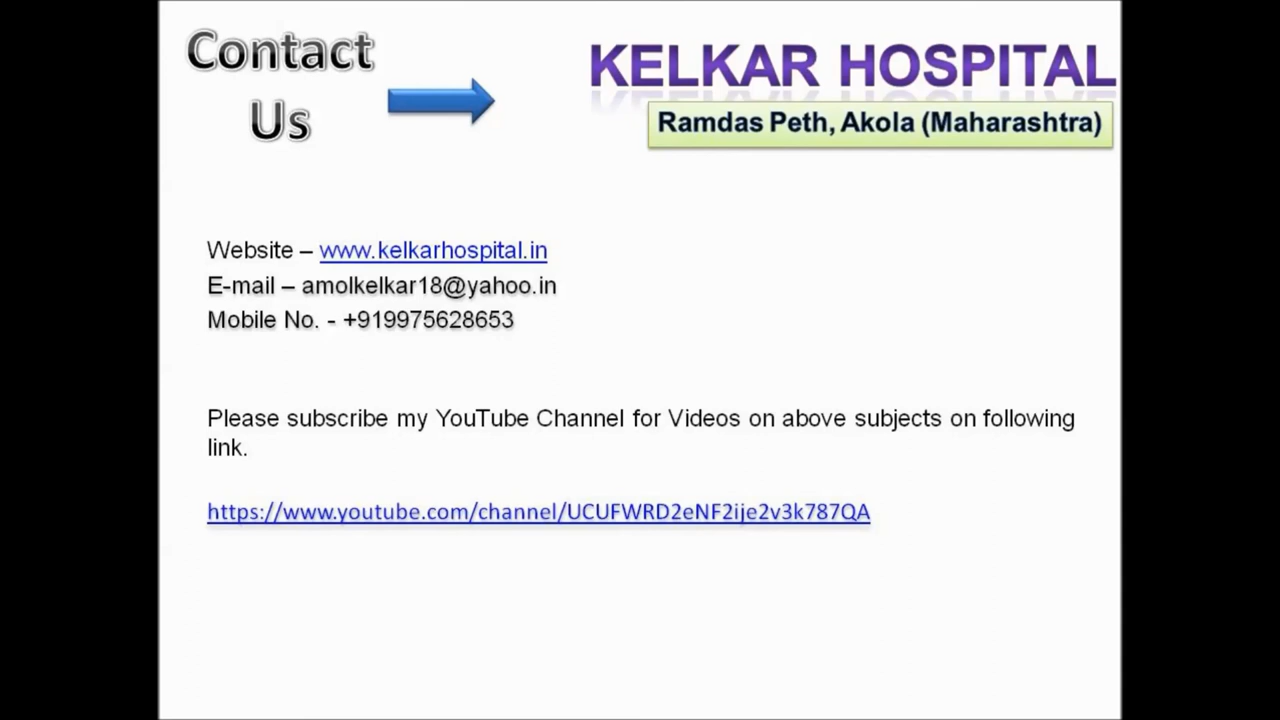 Contact
Us
KELKAR HOSPITAL
Ramdas Peth, Akola (Maharashtra)
Website – www.kelkarhospital.in
E-mail – amolkelkar18@yahoo.in
Mobile No. - +919975628653
Please subscribe my YouTube Channel for Videos on above subjects on following
link.
https://www.youtube.com/channel/UCUFWRD2eNF2ije2v3k787QA